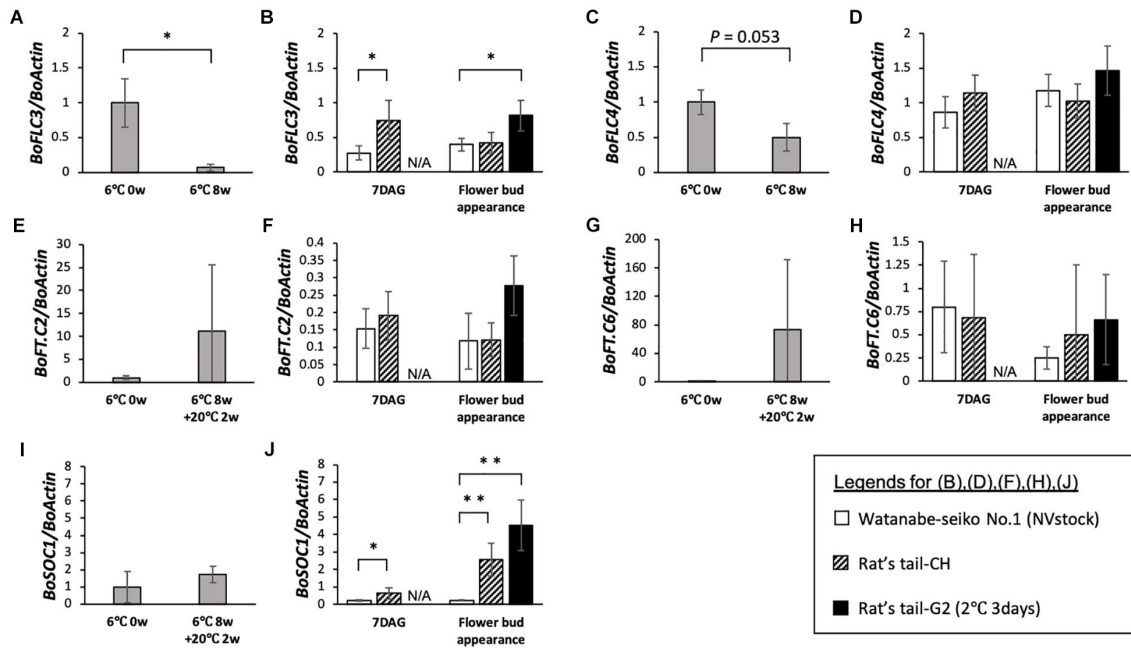 A
BoFLC3/BoActin
2
1.5
1
0.5
0
*
6℃ 0w
6℃ 8w
B
BoFLC3/BoActin
2
1.5
1
0.5
0
*
*
N/A
7DAG
Flower bud
appearance
C
BoFLC4/BoActin
2
1.5
1
0.5
0
P = 0.053
6℃ 0w
6℃ 8w
D
BoFLC4/BoActin
2
1.5
1
0.5
0
N/A
7DAG
Flower bud
appearance
E
BoFT.C2/BoActin
30
25
20
15
10
5
0
6℃ 0w
6℃ 8w
+20℃ 2w
F
BoFT.C2/BoActin
0.4
0.35
0.3
0.25
0.2
0.15
0.1
0.05
0
N/A
7DAG
Flower bud
appearance
G
BoFT.C6/BoActin
200
160
120
80
40
0
6℃ 0w
6℃ 8w
+20℃ 2w
H
BoFT.C6/BoActin
1.5
1.25
1
0.75
0.5
0.25
0
N/A
7DAG
Flower bud
appearance
I
BoSOC1/BoActin
8
7
6
5
4
3
2
1
0
6℃ 0w
6℃ 8w
+20℃ 2w
J
BoSOC1/BoActin
8
7
6
5
4
3
2
1
0
*
**
**
N/A
7DAG
Flower bud
appearance
Legends for (B),(D),(F),(H),(J)
Watanabe-seiko No.1 (NVstock)
Rat's tail-CH
Rat's tail-G2 (2℃ 3days)